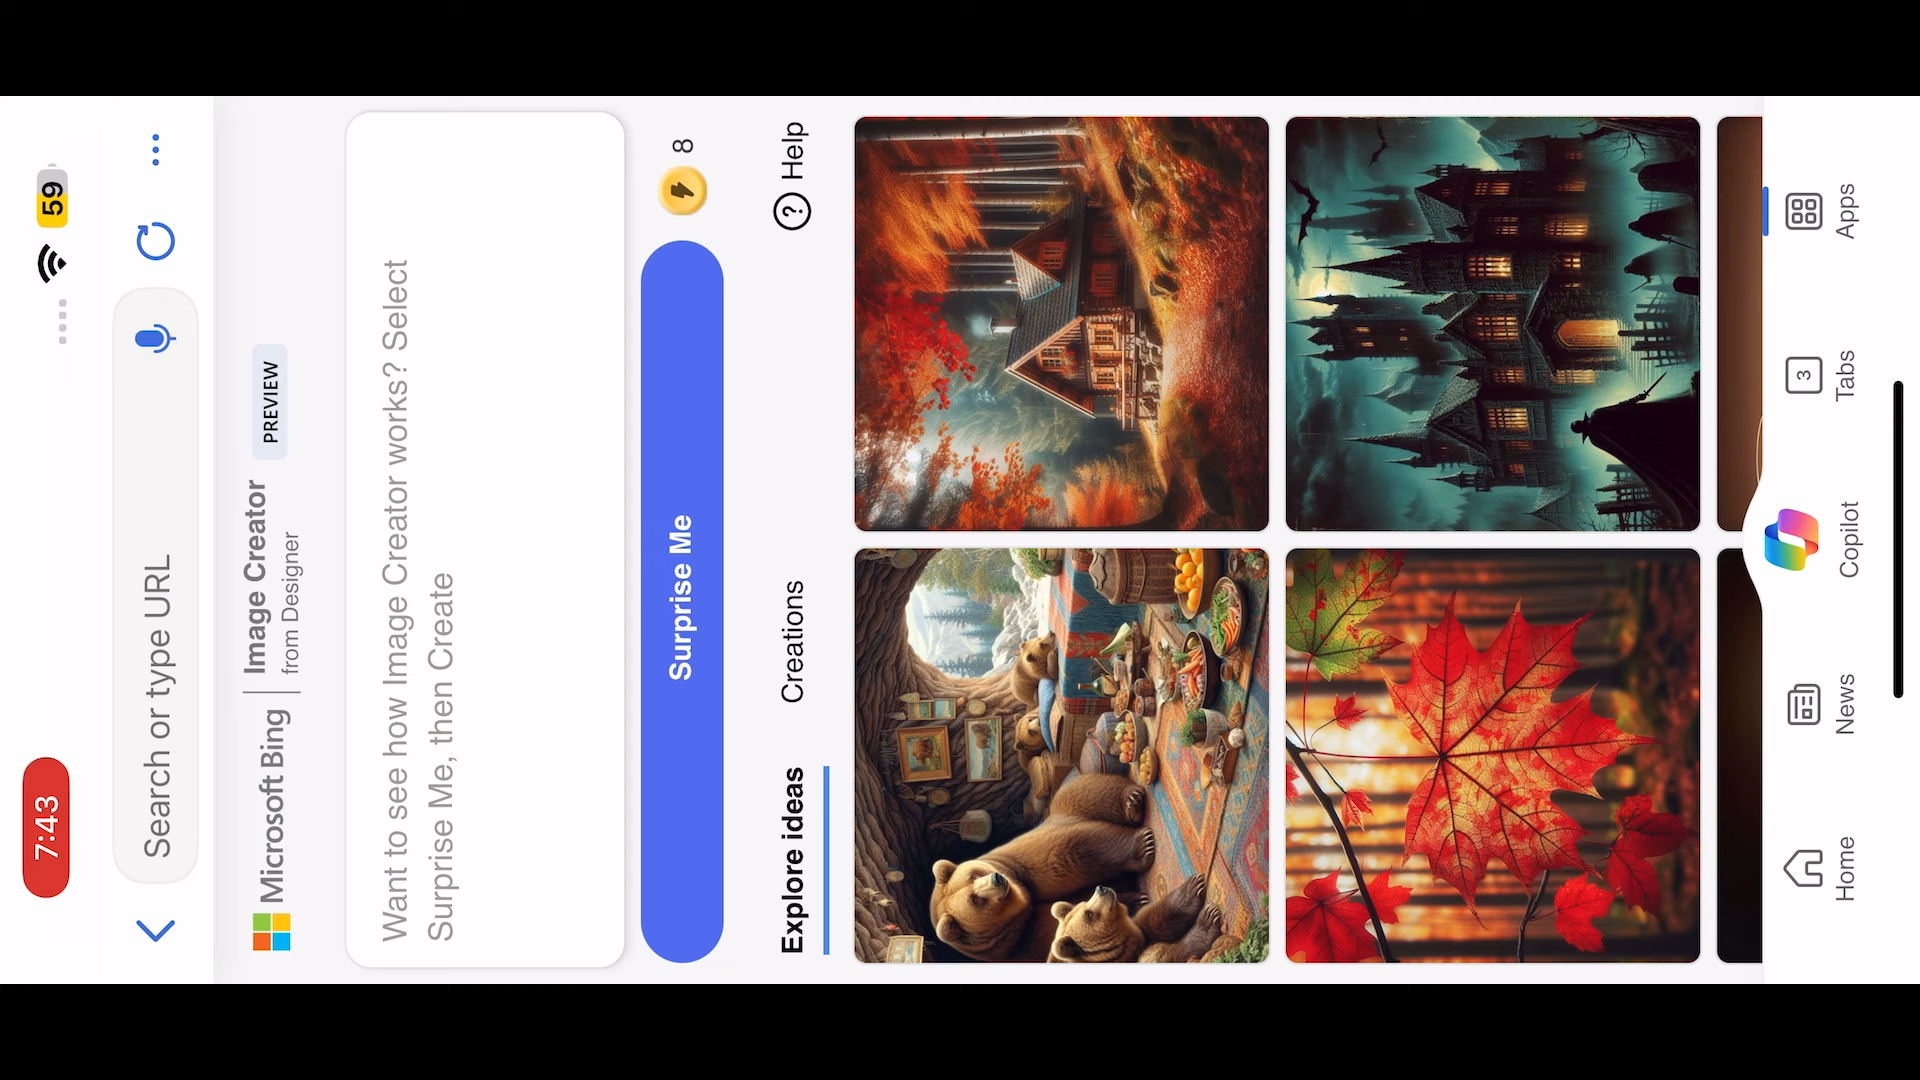 7:43
59
Search or type URL
Microsoft Bing
Image Creator
from Designer
PREVIEW
Want to see how Image Creator works? Select
Surprise Me, then Create
Surprise Me
8
Explore ideas
Creations
Help
Home
News
Copilot
3
Tabs
Apps